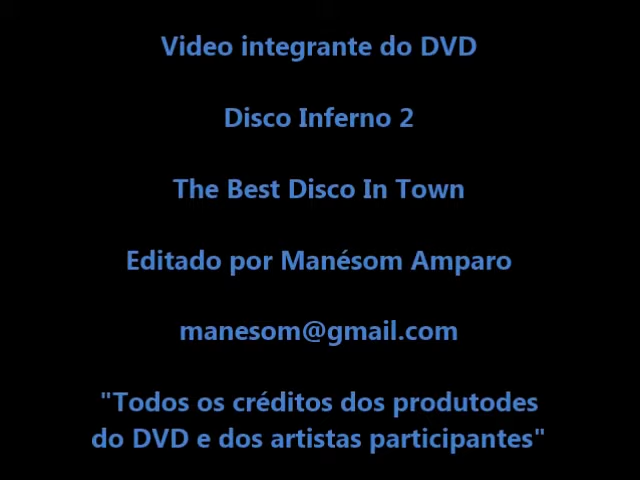 Video integrante do DVD
Disco Inferno 2
The Best Disco In Town
Editado por Manésom Amparo
manesom@gmail.com
"Todos os créditos dos produtodes
do DVD e dos artistas participantes"